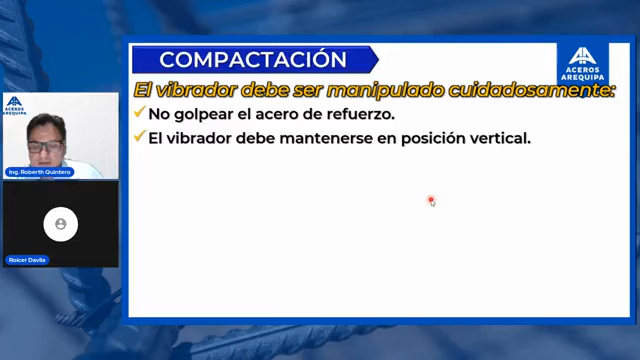 COMPACTACIÓN
ACEROS
AREQUIPA
El vibrador debe ser manipulado cuidadosamente:
No golpear el acero de refuerzo.
El vibrador debe mantenerse en posición vertical.
ACEROS
AREQUIPA
Ing. Roberth Quintero
Roicer Davila